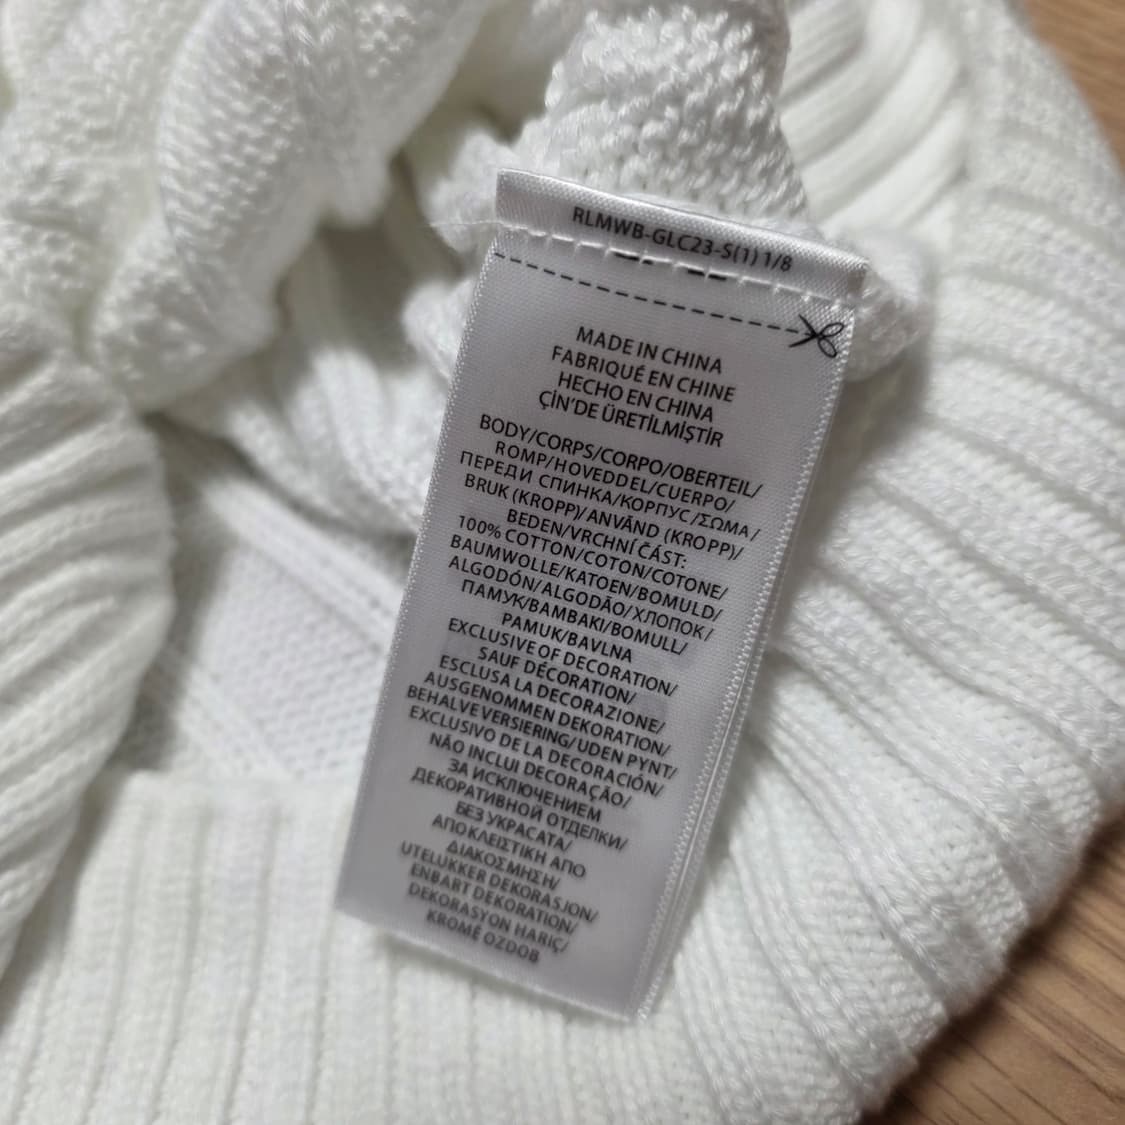 RLMWB-GLC23-S(1) 1/8
MADE IN CHINA
FABRIQUÉ EN CHINE
HECHO EN CHINA
ÇİN'DE ÜRETİLMİŞTİR
BODY/CORPS/CORPO/OBERTEIL/
ROMP/HOVEDDEL/CUERPO/
ПЕРЕДИ СПИНКА/КОРПУС/ΣΩΜΑ/
BRUK (KROPP)/ANVÄND (KROPP)/
BEDEN/VRCHNÍ ČÁST:
100% COTTON/COTON/COTONE/
BAUMWOLLE/KATOEN/BOMULD/
ALGODÓN/ALGODÃO/ХЛОПОК/
ПАМУК/BAMBAKI/BOMULL/
PAMUK/BAVLNA
EXCLUSIVE OF DECORATION/
SAUF DÉCORATION/
ESCLUSA LA DECORAZIONE/
AUSGENOMMEN DEKORATION/
BEHALVE VERSIERING/UDEN PYNT/
EXCLUSIVO DE LA DECORACIÓN/
NÃO INCLUI DECORAÇÃO/
ЗА ИСКЛЮЧЕНИЕМ
ДЕКОРАТИВНОЙ ОТДЕЛКИ/
БЕЗ УКРАСАТА/
ΑΠΟΚΛΕΙΣΤΙΚΗ ΑΠΟ
ΔΙΑΚΟΣΜΗΣΗ/
UTELUKKER DEKORASJON/
ENBART DEKORATION/
DEKORASYON HARIÇ/
KROMĚ OZDOB